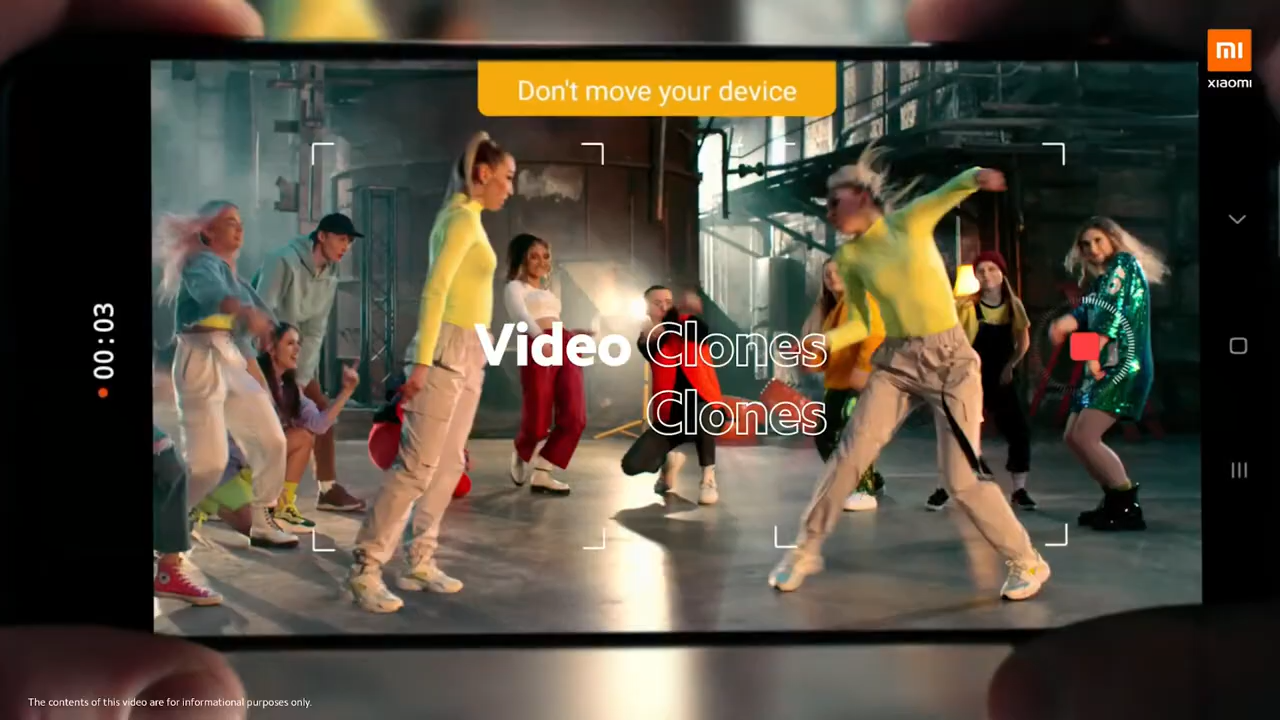 Don't move your device
mi
xiaomi
00:03
Video Clones
Clones
The contents of this video are for informational purposes only.